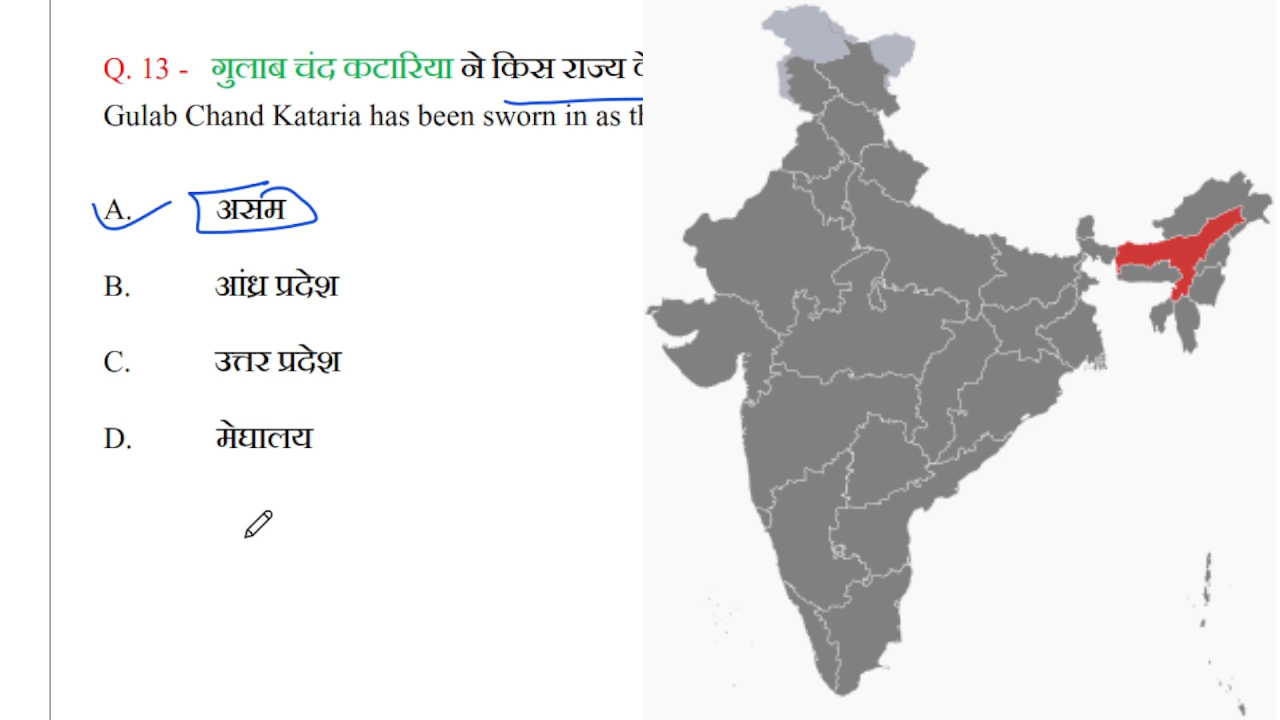 Q. 13 - गुलाब चंद कटारिया ने किस राज्य
Gulab Chand Kataria has been sworn in as
A. असम
B. आंध्र प्रदेश
C. उत्तर प्रदेश
D. मेघालय